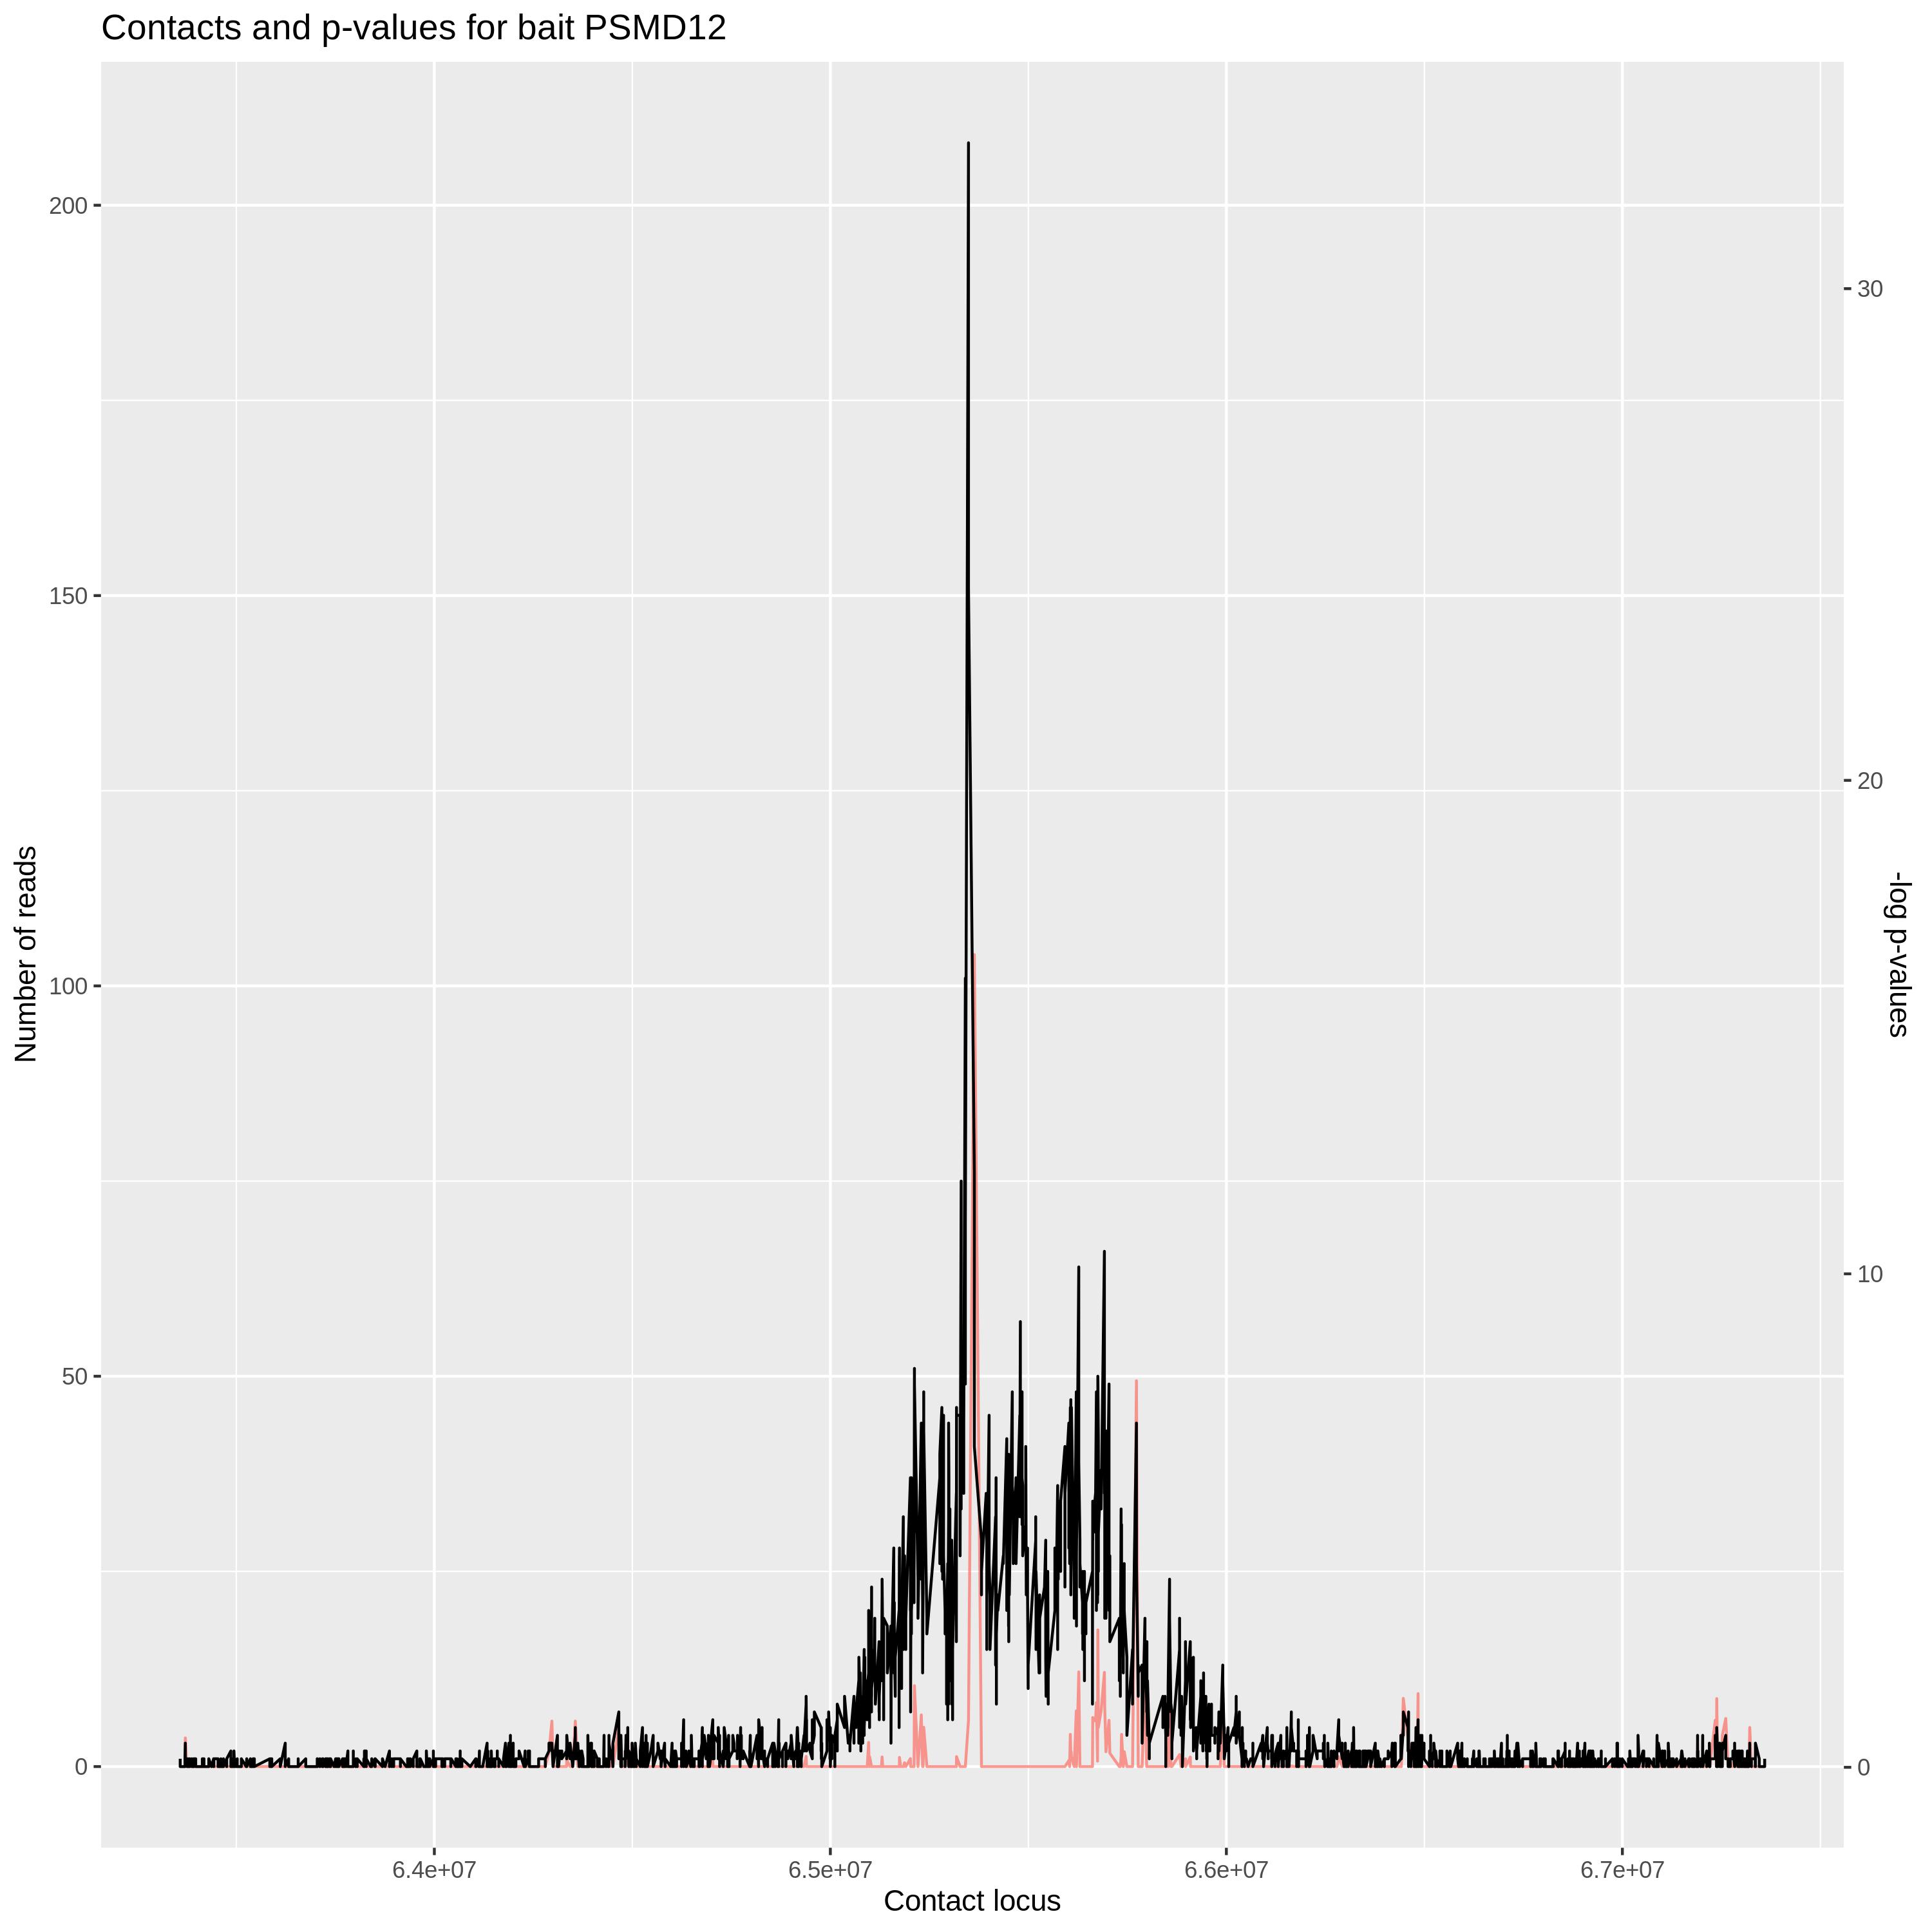 Contacts and p-values for bait PSMD12
Number of reads
200
150
100
50
0
30
20
10
0
-log p-values
6.4e+07 6.5e+07 6.6e+07 6.7e+07
Contact locus